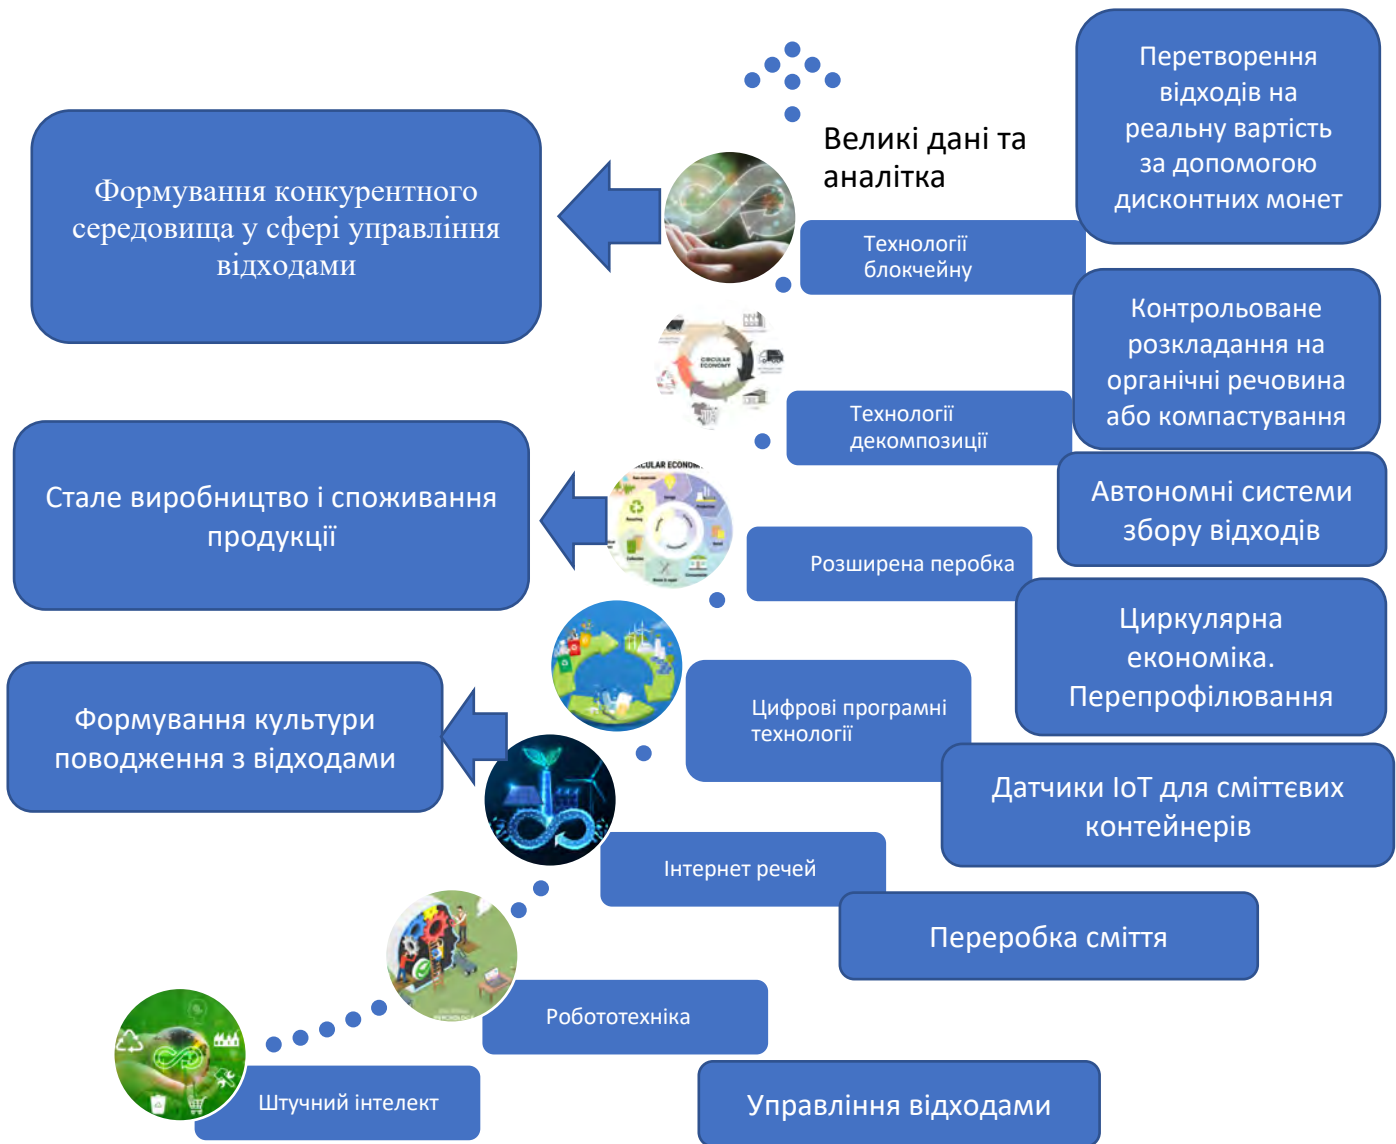 Великі дані та
аналітка
Перетворення
відходів на
реальну вартість
за допомогою
дисконтних монет
Формування конкурентного
середовища у сфері управління
відходами
Технології
блокчейну
Контрольоване
розкладання на
органічні речовина
або компастування
CIRCULAR
ECONOMY
Технології
декомпозиції
Стале виробництво і споживання
продукції
Автономні системи
збору відходів
Розширена перобка
Циркулярна
економіка.
Перепрофілювання
Цифрові програмні
технології
Формування культури
поводження з відходами
Датчики ІоТ для сміттєвих
контейнерів
Інтернет речей
Переробка сміття
Робототехніка
Штучний інтелект
Управління відходами